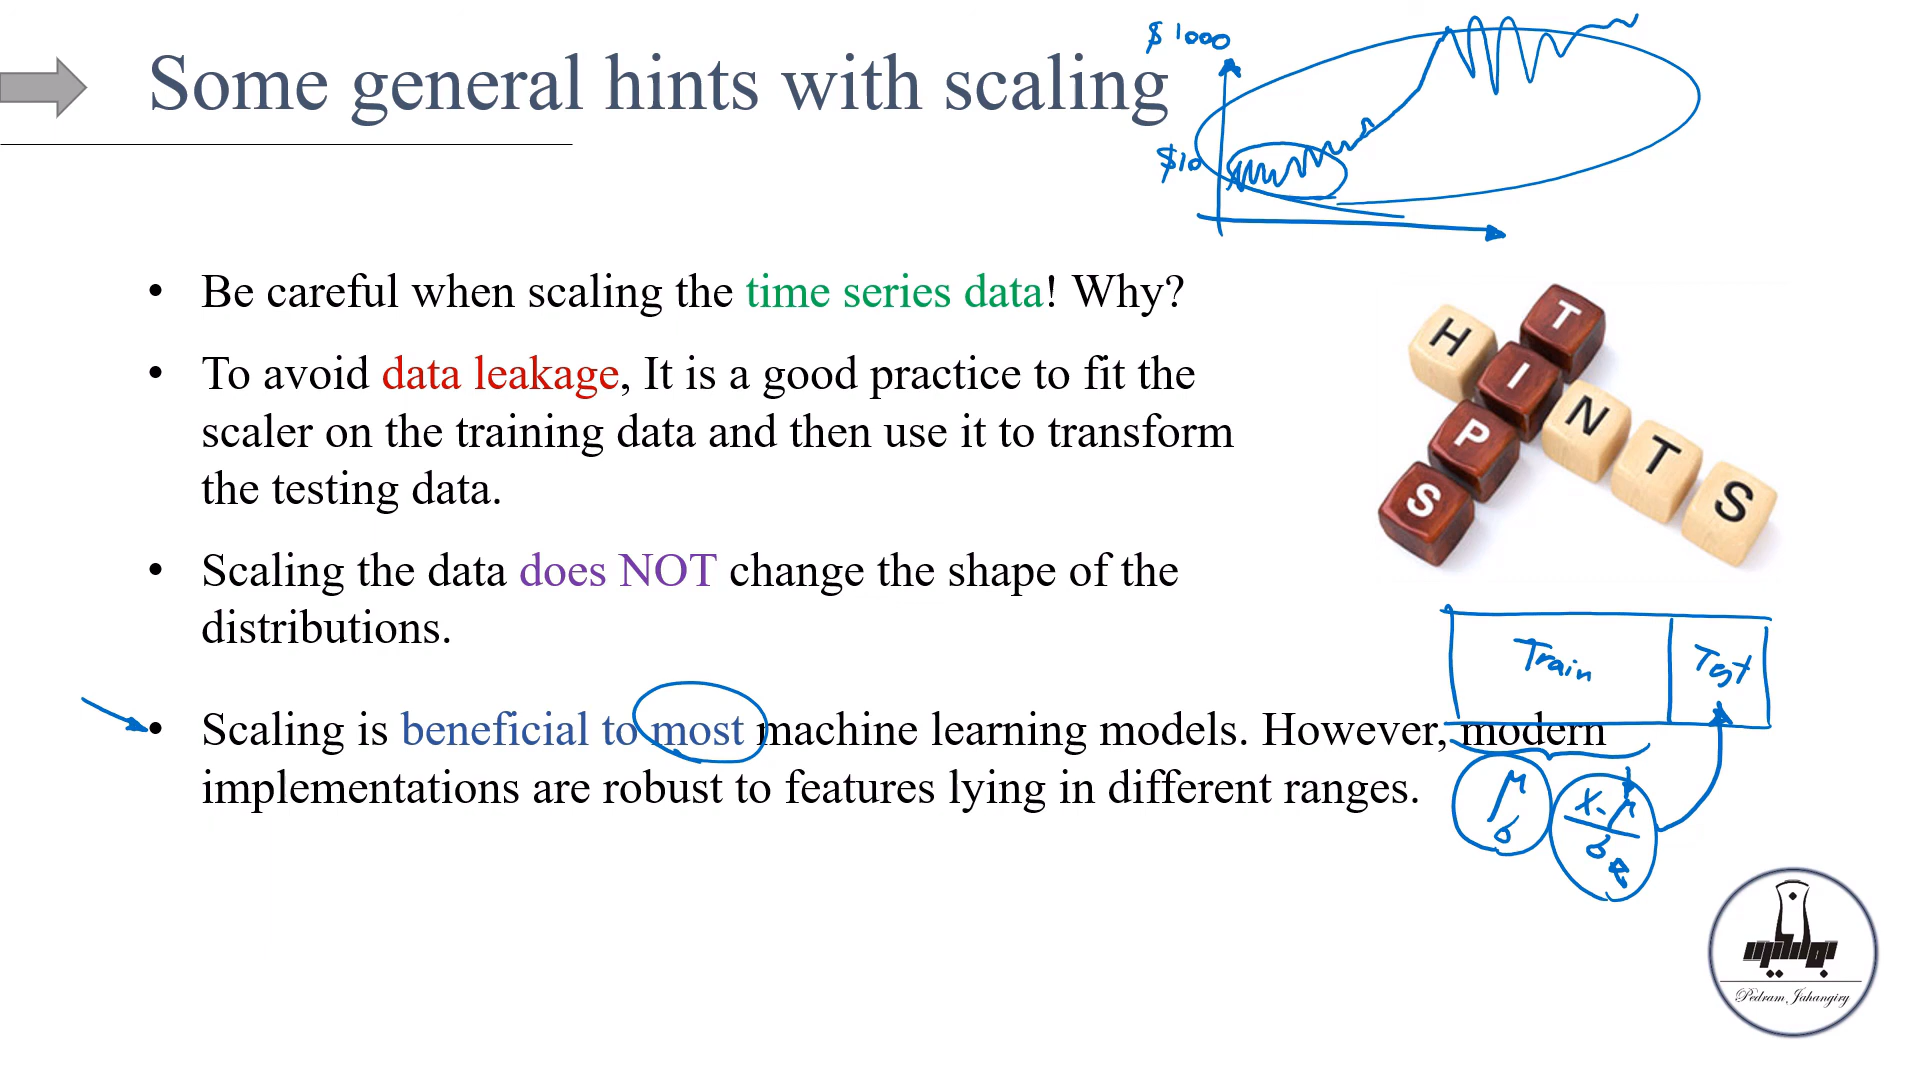 Some general hints with scaling
$1000
$10
• Be careful when scaling the time series data! Why?
• To avoid data leakage, It is a good practice to fit the
scaler on the training data and then use it to transform
the testing data.
• Scaling the data does NOT change the shape of the
distributions.
• Scaling is beneficial to most machine learning models. However, modern
implementations are robust to features lying in different ranges.
H
T
I
P
N
S
T
S
Train
Test
μ
σ
x-μ
σ
Pedram Jahangiry